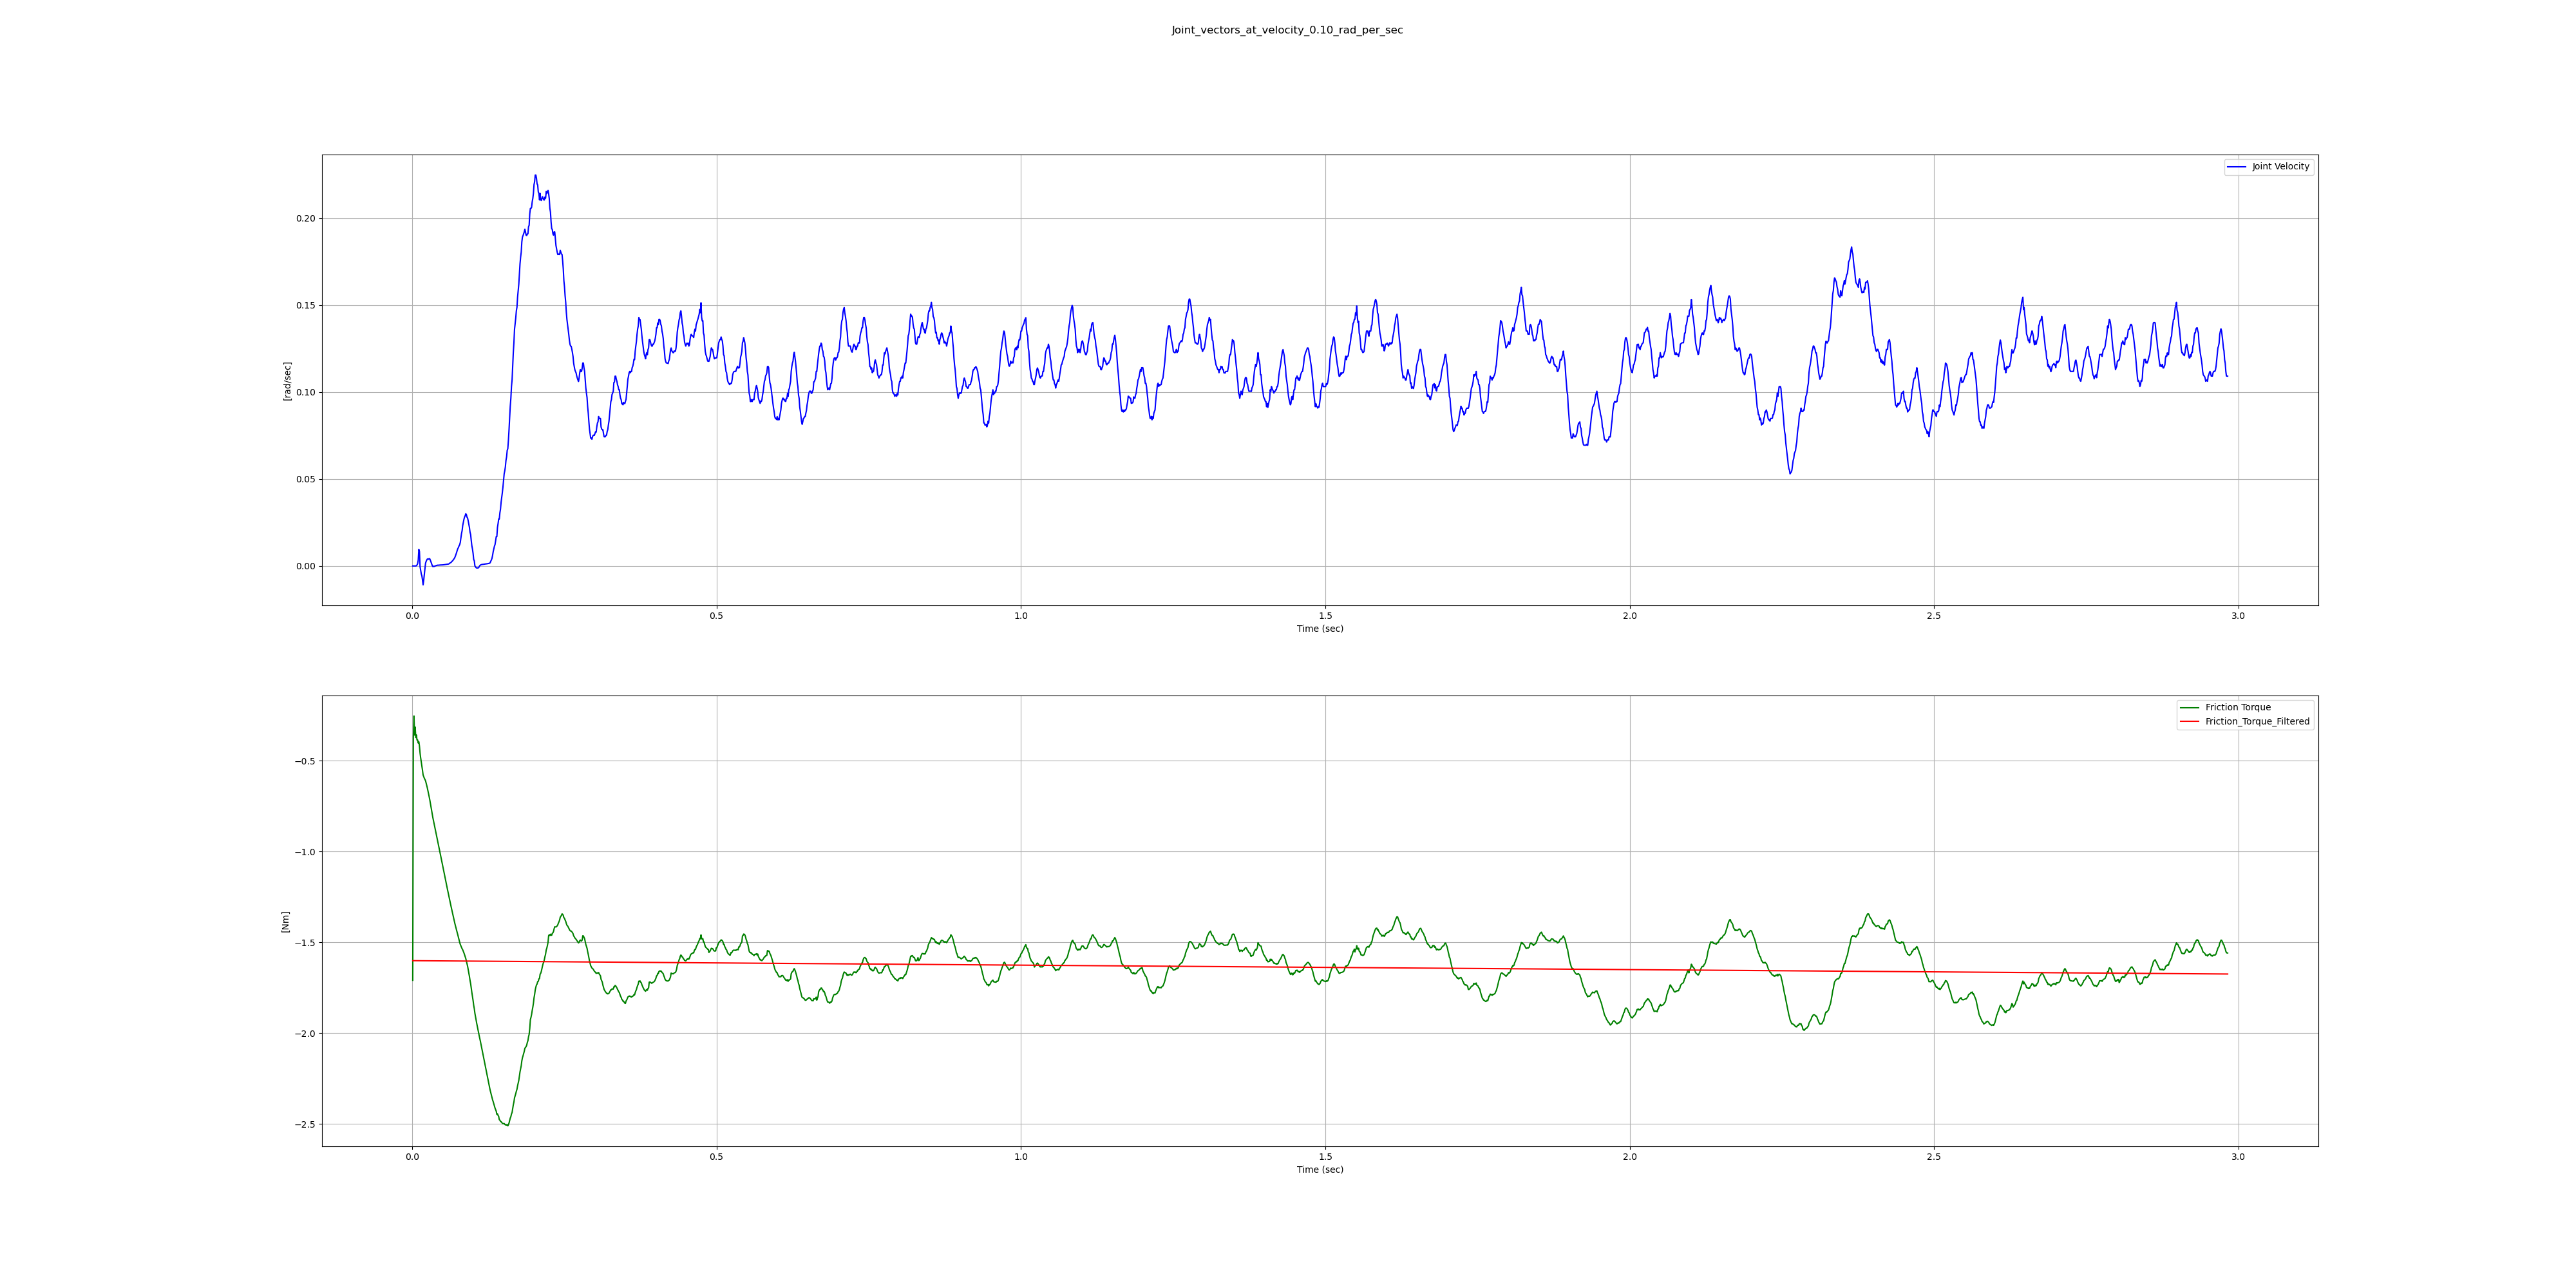 Joint_vectors_at_velocity_0.10_rad_per_sec
Joint Velocity
0.20
0.15
0.10
0.05
0.00
[rad/sec]
0.0 0.5 1.0 1.5 2.0 2.5 3.0
Time (sec)
Friction Torque
Friction_Torque_Filtered
−0.5
−1.0
−1.5
−2.0
−2.5
[Nm]
0.0 0.5 1.0 1.5 2.0 2.5 3.0
Time (sec)